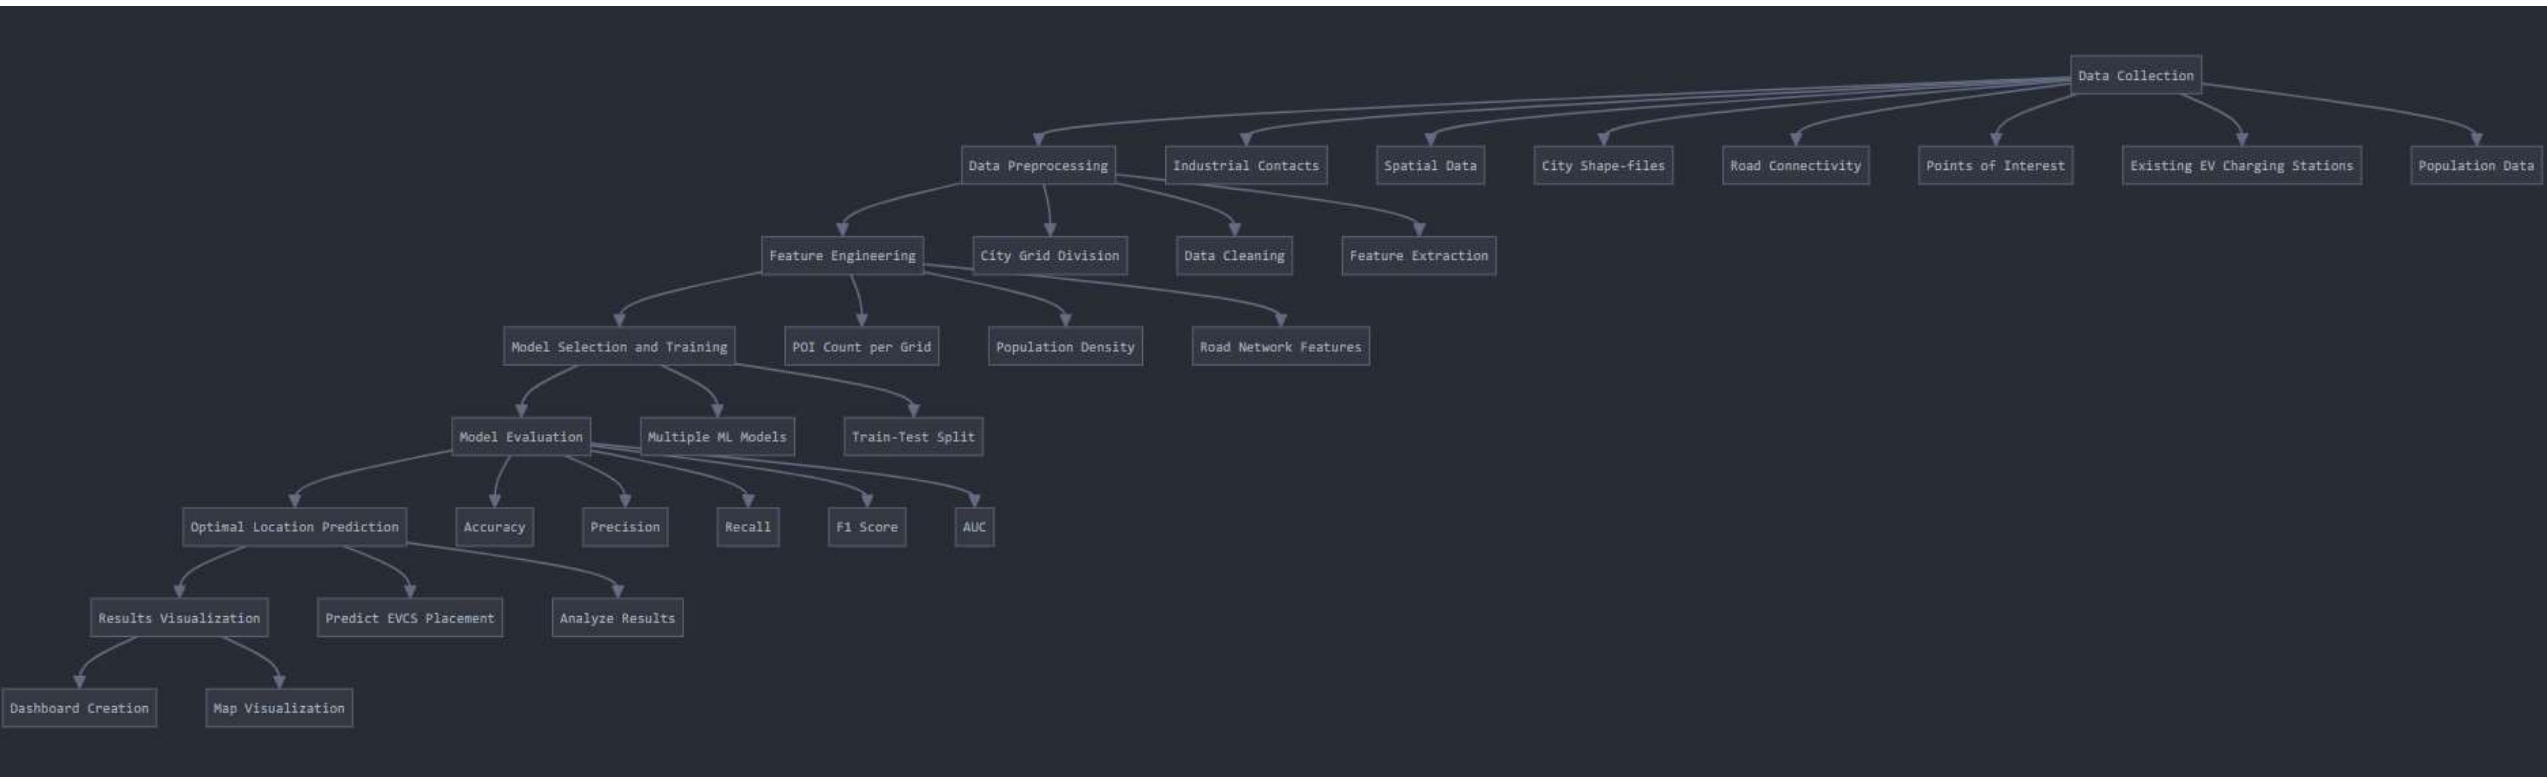 Data Collection
Data Preprocessing
Industrial Contacts
Spatial Data
City Shape-files
Road Connectivity
Points of Interest
Existing EV Charging Stations
Population Data
Feature Engineering
City Grid Division
Data Cleaning
Feature Extraction
Model Selection and Training
POI Count per Grid
Population Density
Road Network Features
Model Evaluation
Multiple ML Models
Train-Test Split
Optimal Location Prediction
Accuracy
Precision
Recall
F1 Score
AUC
Results Visualization
Predict EVCS Placement
Analyze Results
Dashboard Creation
Map Visualization